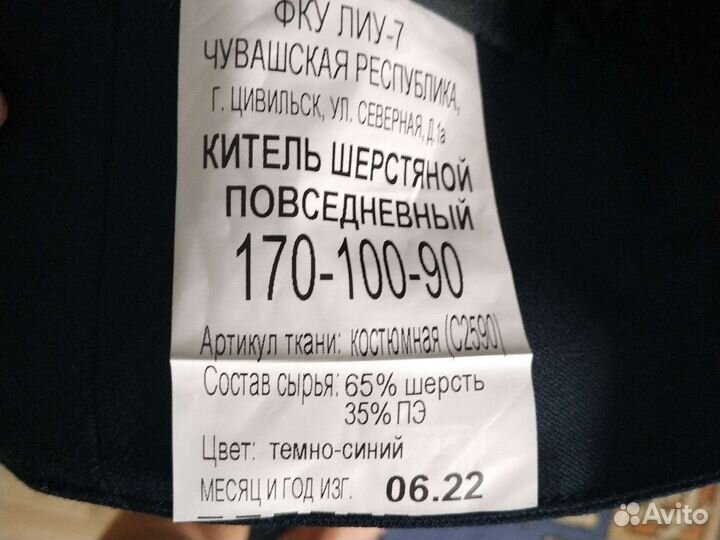 ФКУ ЛИУ-7
ЧУВАШСКАЯ РЕСПУБЛИКА,
г. ЦИВИЛЬСК, УЛ. СЕВЕРНАЯ, Д.1а
КИТЕЛЬ ШЕРСТЯНОЙ
ПОВСЕДНЕВНЫЙ
170-100-90
Артикул ткани: костюмная (С2590)
Состав сырья: 65% шерсть
35% ПЭ
Цвет: темно-синий
МЕСЯЦ И ГОД ИЗГ. 06.22
Avito